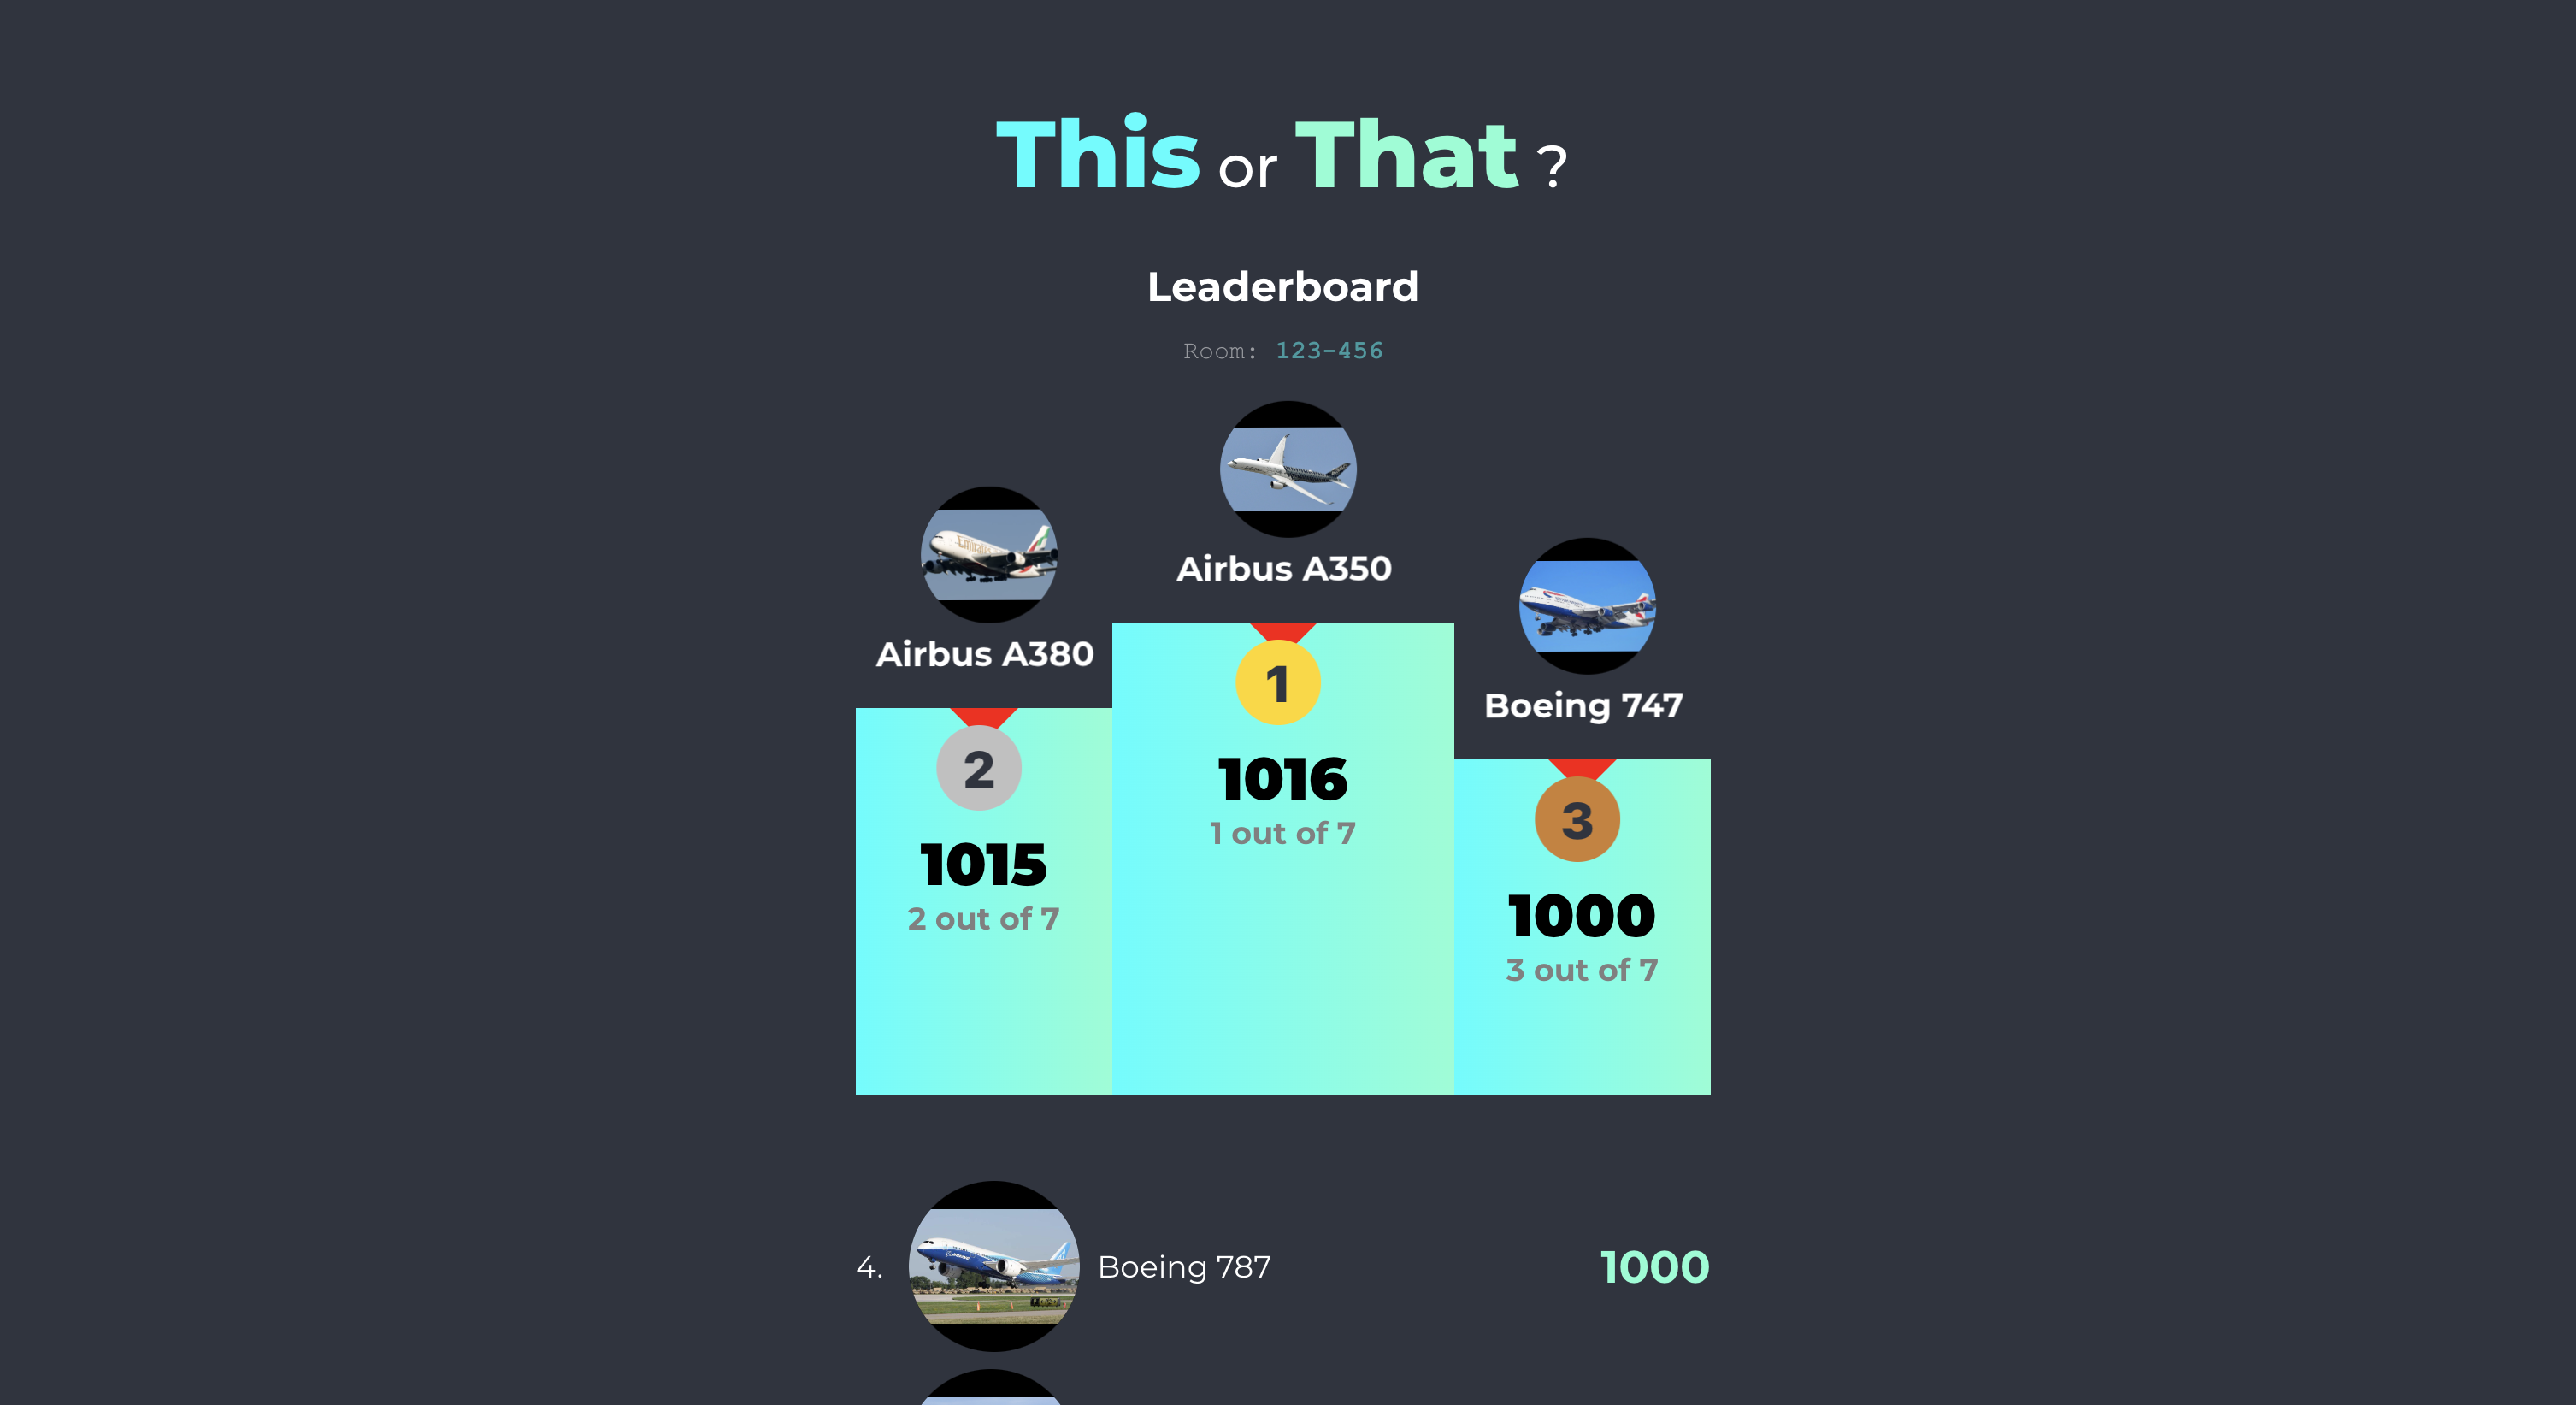 This or That ?
Leaderboard
Room: 123-456
Airbus A350
Airbus A380
Boeing 747
1
1016
1 out of 7
2
1015
2 out of 7
3
1000
3 out of 7
4. Boeing 787 1000
Emirates